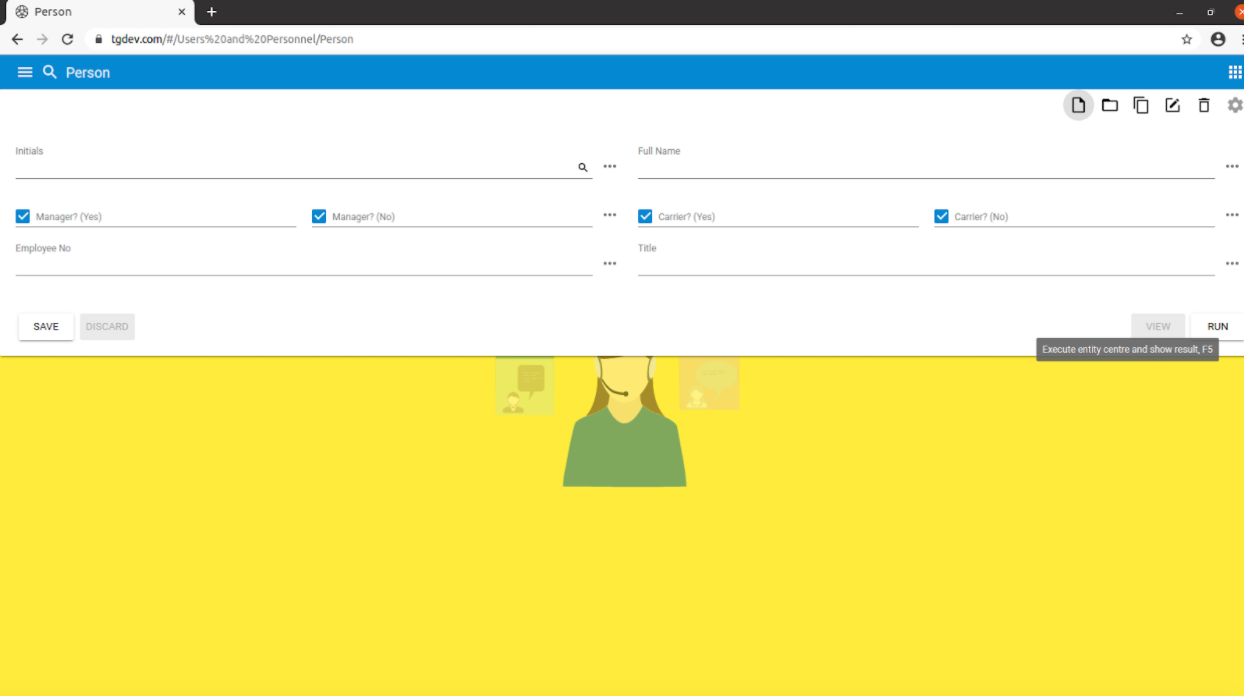 Person
tgdev.com/#/Users%20and%20Personnel/Person
Person
Initials
Full Name
Manager? (Yes)
Manager? (No)
Carrier? (Yes)
Carrier? (No)
Employee No
Title
SAVE
DISCARD
VIEW
RUN
Execute entity centre and show result, F5